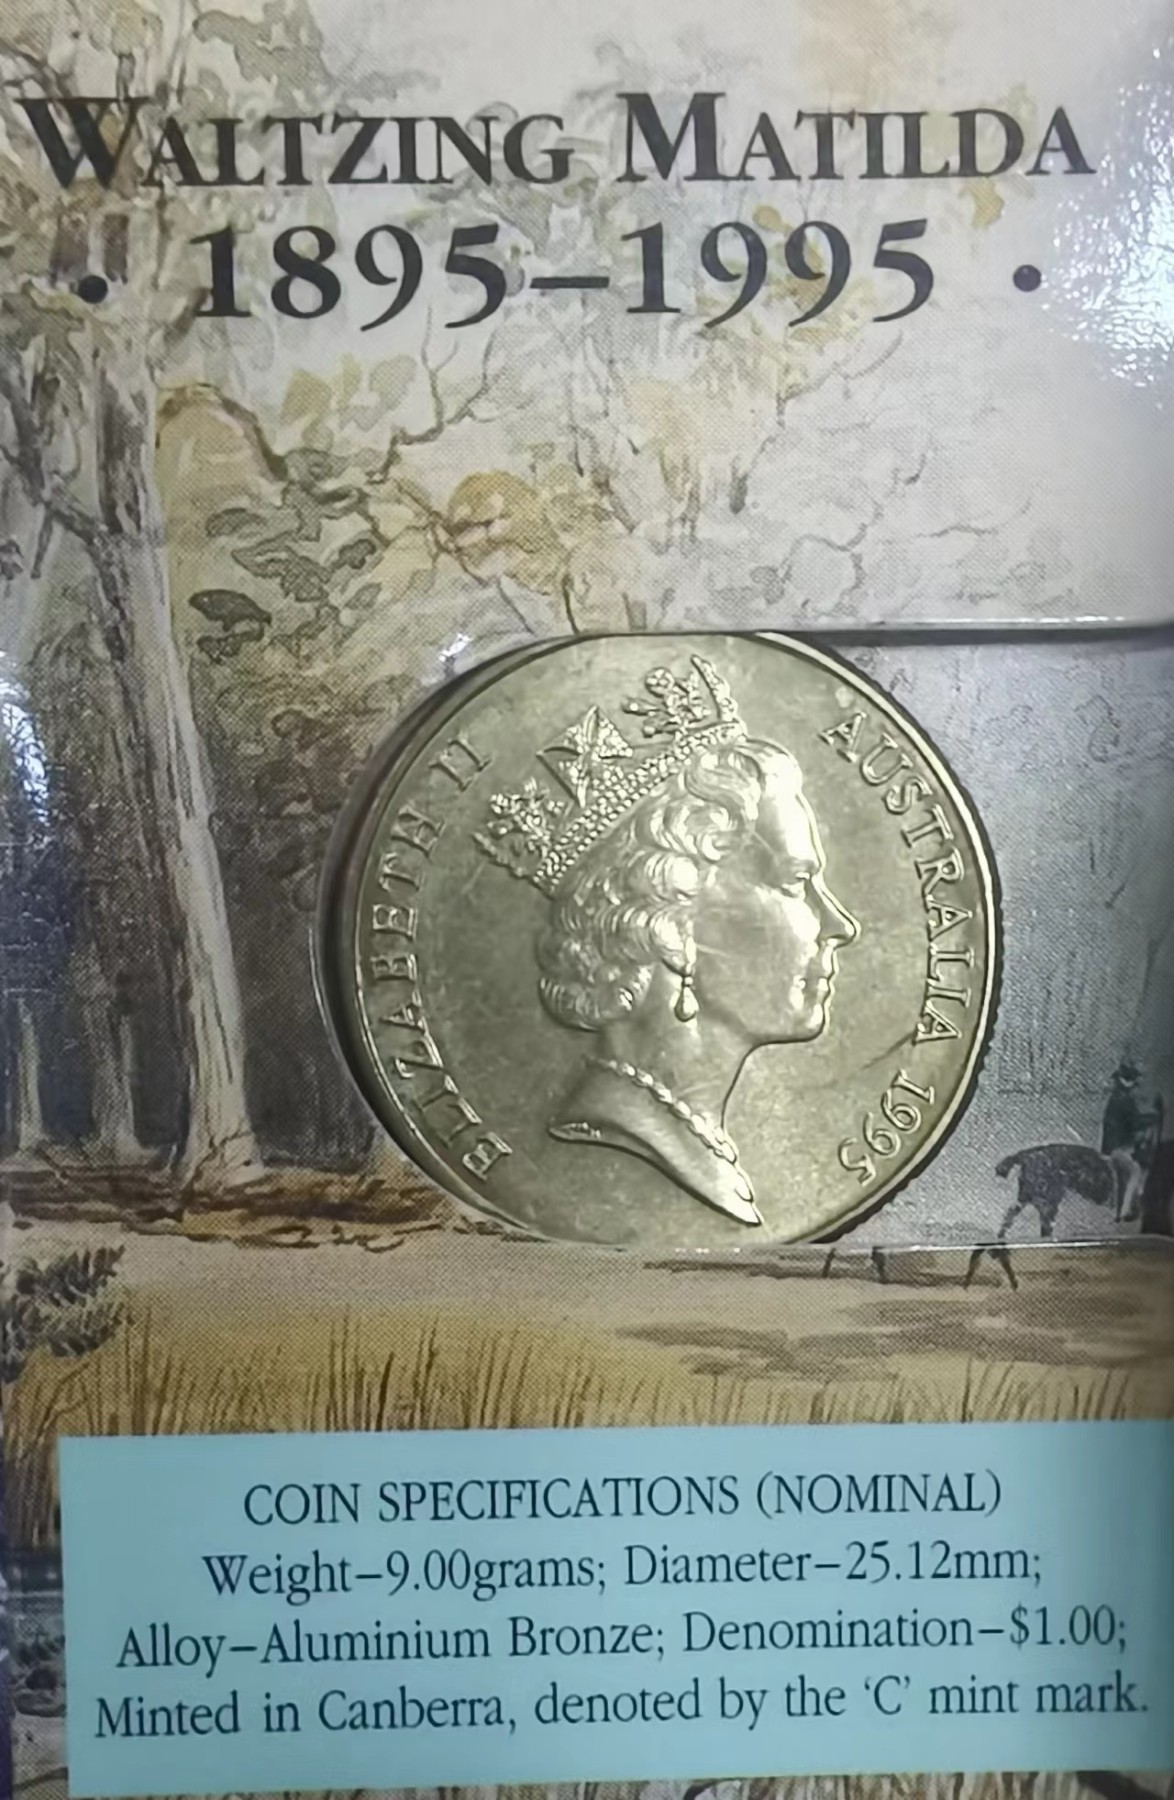 WALTZING MATILDA
• 1895–1995 •
ELIZABETH II
AUSTRALIA 1995
COIN SPECIFICATIONS (NOMINAL)
Weight–9.00grams; Diameter–25.12mm;
Alloy–Aluminium Bronze; Denomination–$1.00;
Minted in Canberra, denoted by the ‘C’ mint mark.